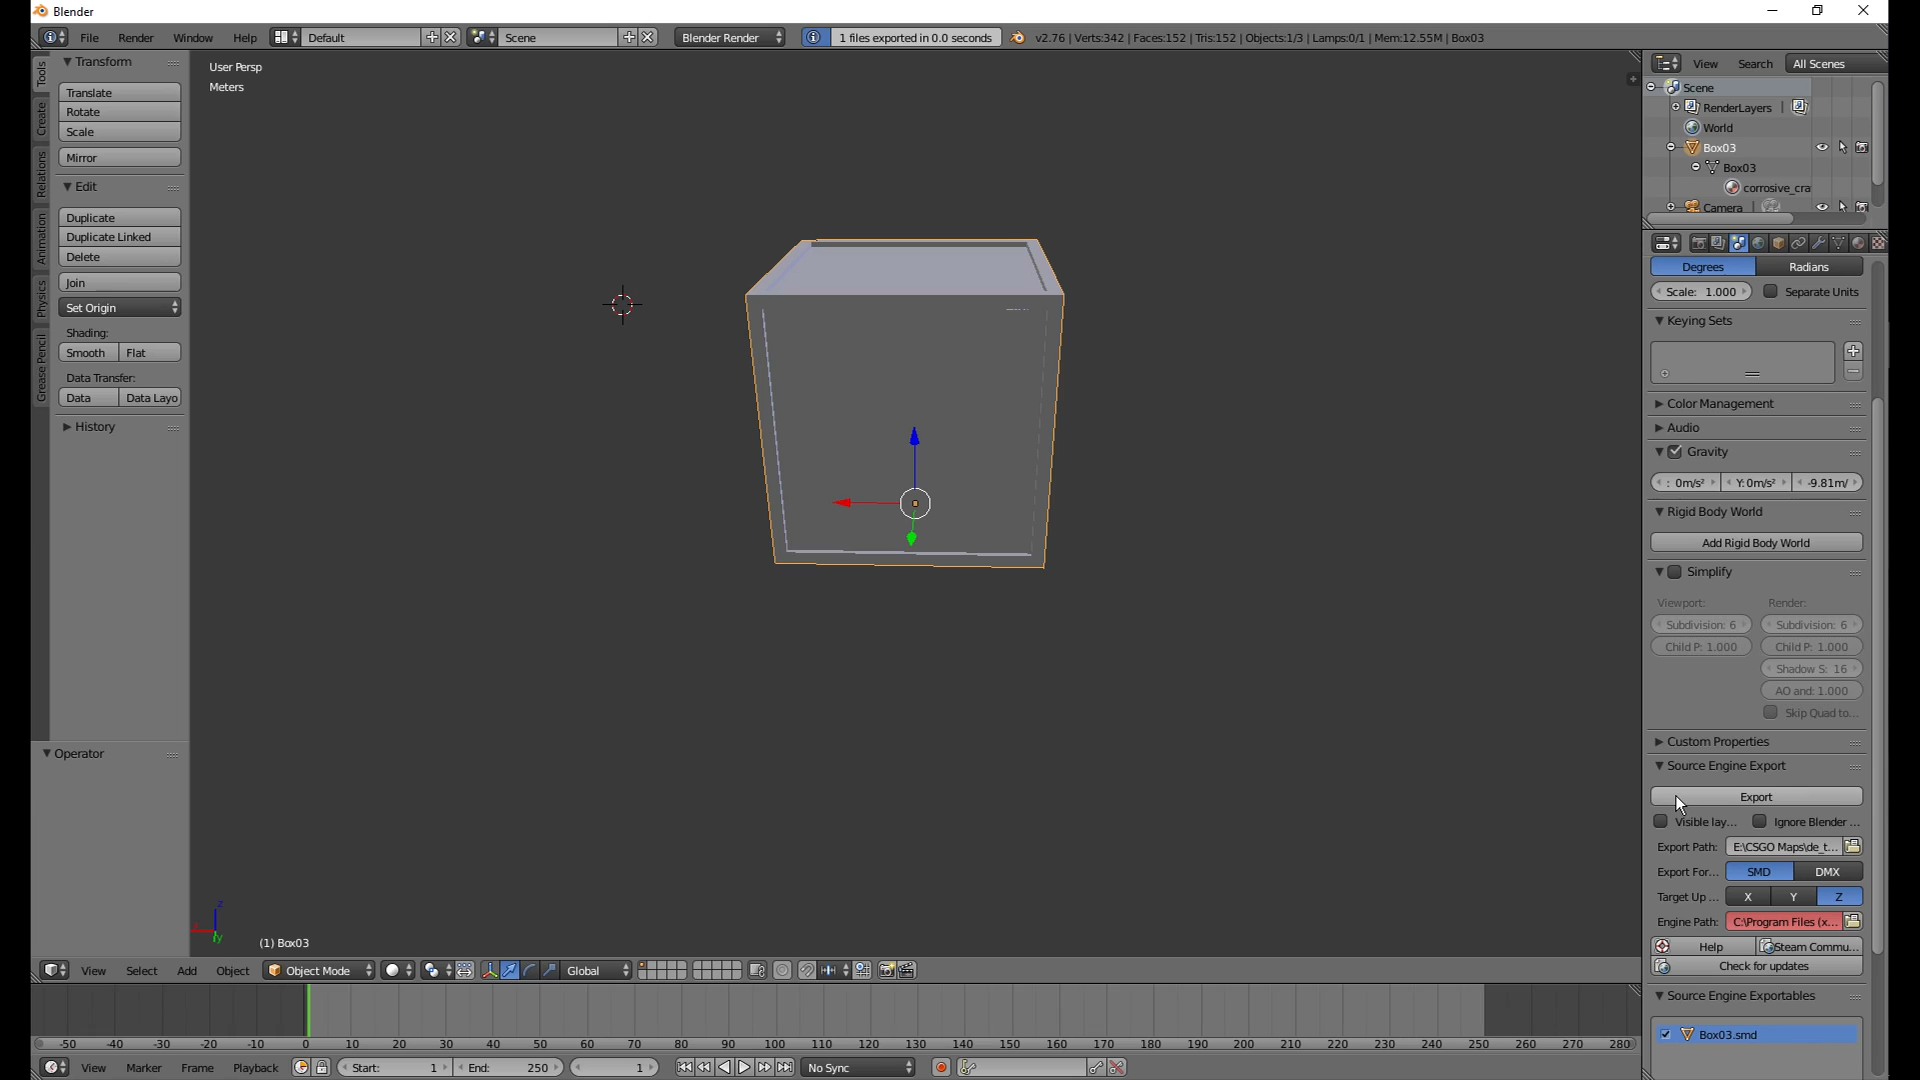 Blender
File Render Window Help Default Scene Blender Render 1 files exported in 0.0 seconds v2.76 | Verts:342 | Faces:152 | Tris:152 | Objects:1/3 | Lamps:0/1 | Mem:12.55M | Box03
Tools
Create
Relations
Animation
Physics
Grease Pencil
Transform
Translate
Rotate
Scale
Mirror
Edit
Duplicate
Duplicate Linked
Delete
Join
Set Origin
Shading:
Smooth Flat
Data Transfer:
Data Data Layo
History
Operator
User Persp
Meters
z
x
y
(1) Box03
View Search All Scenes
Scene
RenderLayers |
World
Box03
Box03
corrosive_cra
Camera |
Degrees Radians
Scale: 1.000 Separate Units
Keying Sets
Color Management
Audio
Gravity
: 0m/s² Y: 0m/s² -9.81m/
Rigid Body World
Add Rigid Body World
Simplify
Viewport: Render:
Subdivision: 6 Subdivision: 6
Child P: 1.000 Child P: 1.000
Shadow S: 16
AO and: 1.000
Skip Quad to...
Custom Properties
Source Engine Export
Export
Visible lay... Ignore Blender ...
Export Path: E:\CSGO Maps\de_t...
Export For... SMD DMX
Target Up ... X Y Z
Engine Path: C:\Program Files (x...
Help Steam Commu...
Check for updates
Source Engine Exportables
Box03.smd
View Select Add Object Object Mode Global
-50 -40 -30 -20 -10 0 10 20 30 40 50 60 70 80 90 100 110 120 130 140 150 160 170 180 190 200 210 220 230 240 250 260 270 280
View Marker Frame Playback Start: 1 End: 250 1 No Sync